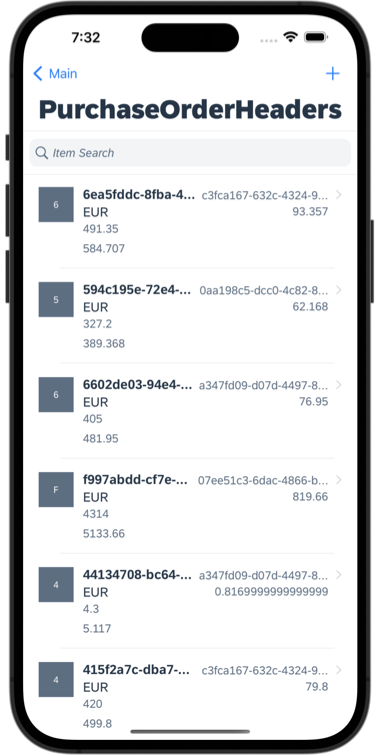 7:32
Main +
PurchaseOrderHeaders
Item Search
6 6ea5fddc-8fba-4... c3fca167-632c-4324-9...
EUR 93.357
491.35
584.707
5 594c195e-72e4-... 0aa198c5-dcc0-4c82-8...
EUR 62.168
327.2
389.368
6 6602de03-94e4-... a347fd09-d07d-4497-8...
EUR 76.95
405
481.95
F f997abdd-cf7e-... 07ee51c3-6dac-4866-b...
EUR 819.66
4314
5133.66
4 44134708-bc64-... a347fd09-d07d-4497-8...
EUR 0.8169999999999999
4.3
5.117
4 415f2a7c-dba7-... c3fca167-632c-4324-9...
EUR 79.8
420
499.8